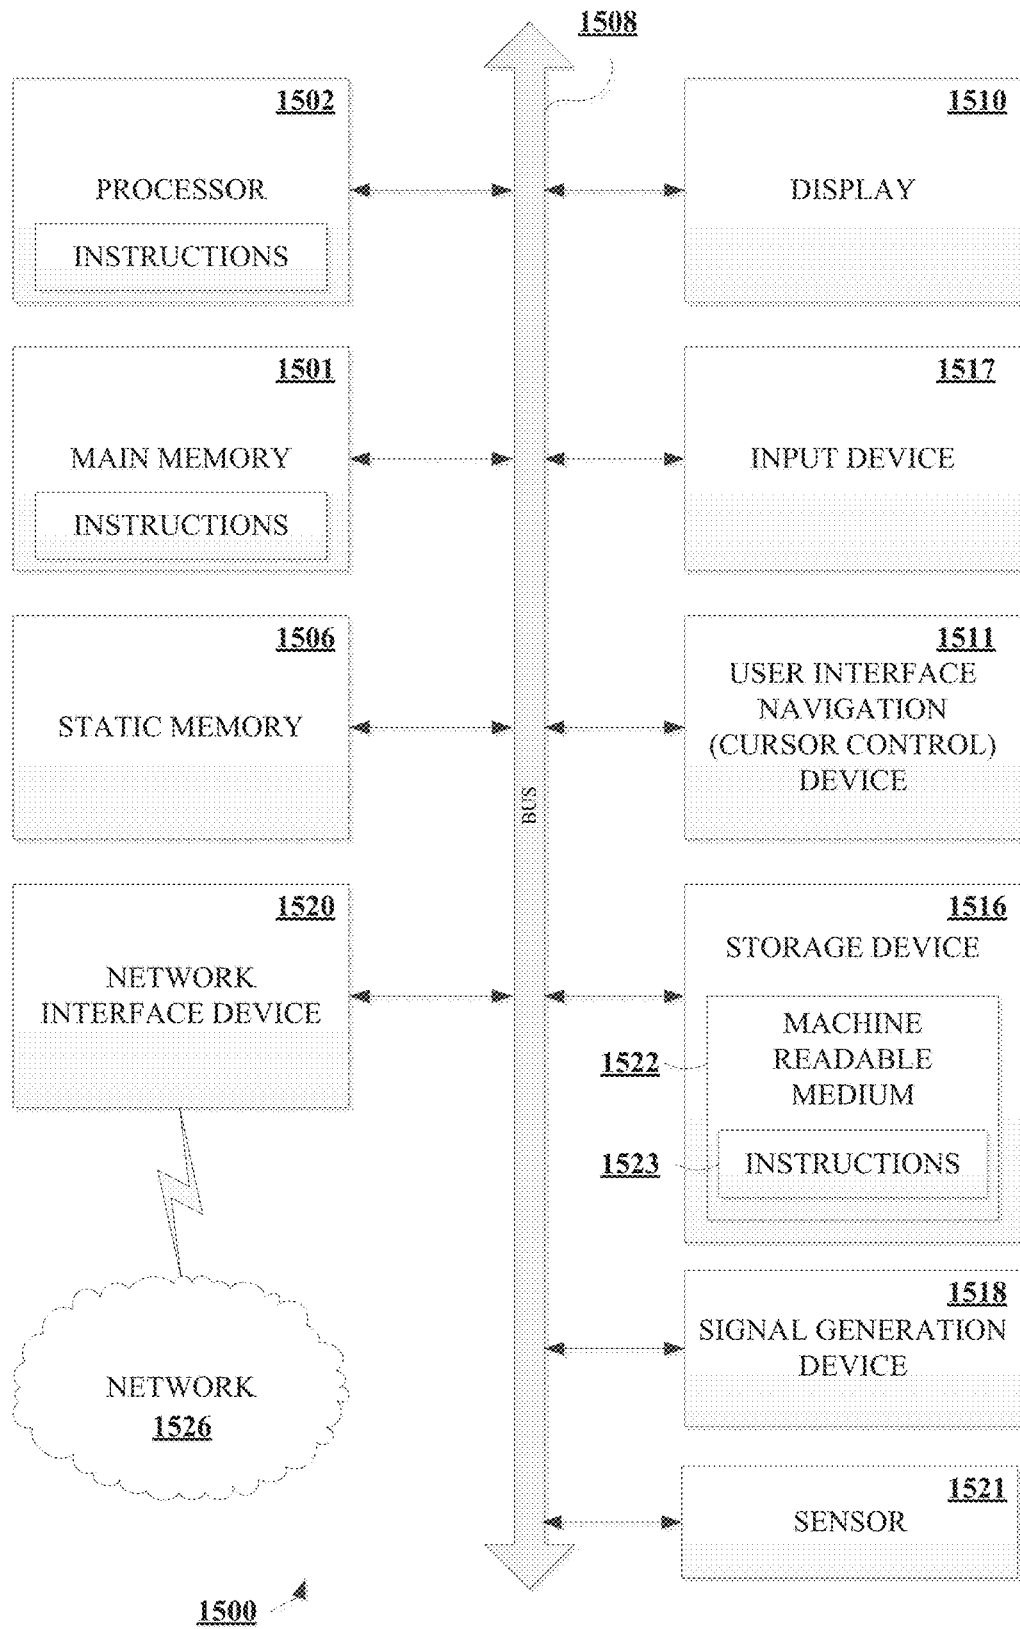 1508
1502
PROCESSOR
INSTRUCTIONS
1510
DISPLAY
1501
MAIN MEMORY
INSTRUCTIONS
1517
INPUT DEVICE
1506
STATIC MEMORY
1511
USER INTERFACE
NAVIGATION
(CURSOR CONTROL)
DEVICE
BUS
1520
NETWORK
INTERFACE DEVICE
1516
STORAGE DEVICE
MACHINE
READABLE
MEDIUM
1522
1523
INSTRUCTIONS
1518
SIGNAL GENERATION
DEVICE
NETWORK
1526
1521
SENSOR
1500